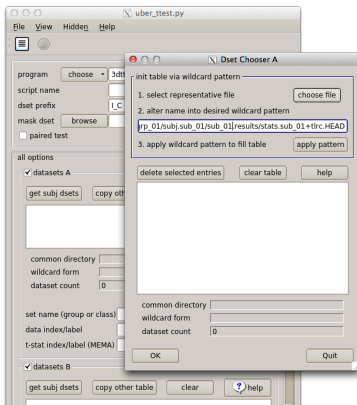 uber_ttest.py
File View Hidden Help
program choose 3dtt
script name
dset prefix I_C
mask dset browse
paired test
all options
datasets A
get subj dsets copy oth
common directory
wildcard form
dataset count 0
set name (group or class)
data index/label
t-stat index/label (MEMA)
datasets B
get subj dsets copy other table clear help
Dset Chooser A
init table via wildcard pattern
1. select representative file choose file
2. alter name into desired wildcard pattern
grp_01/subj.sub_01/sub_01.results/stats.sub_01+tlrc.HEAD
3. apply wildcard pattern to fill table apply pattern
delete selected entries clear table help
common directory
wildcard form
dataset count 0
OK Quit